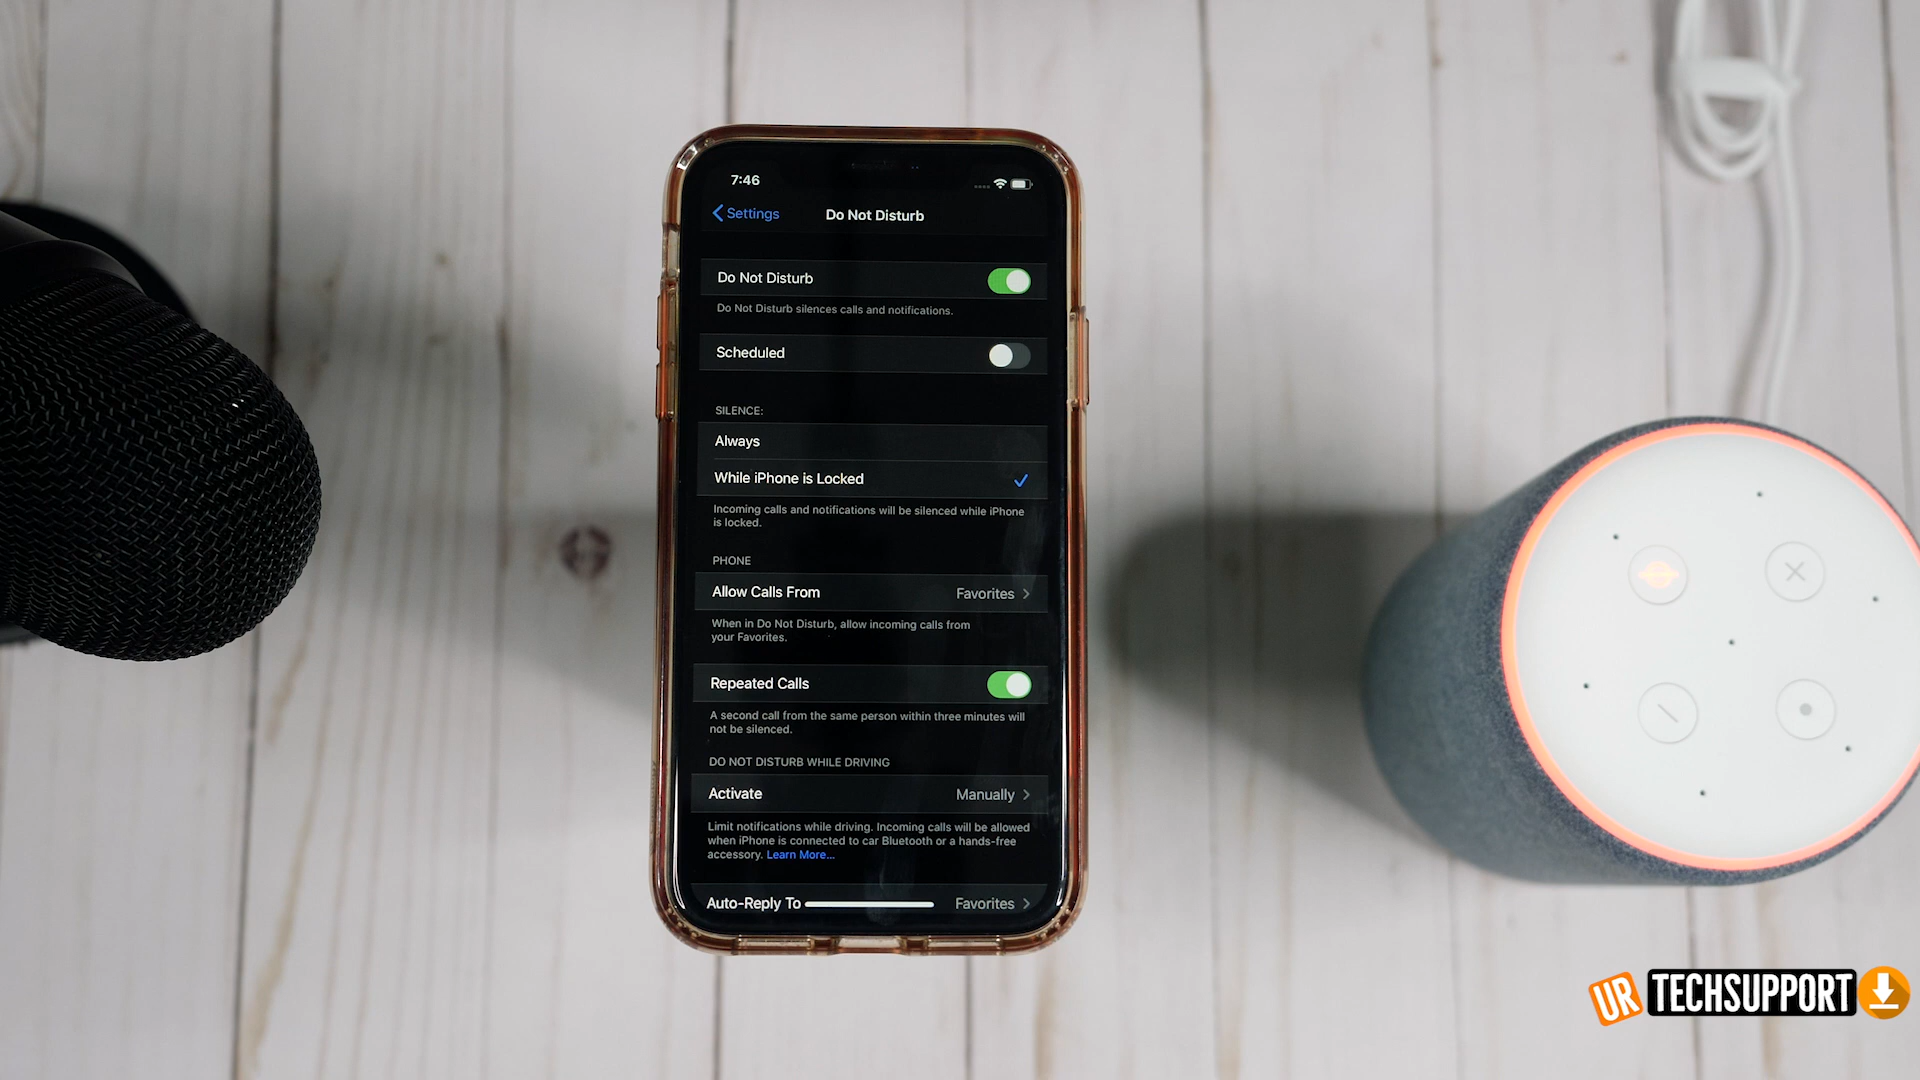 7:46
Settings
Do Not Disturb
Do Not Disturb
Do Not Disturb silences calls and notifications.
Scheduled
SILENCE:
Always
While iPhone is Locked
Incoming calls and notifications will be silenced while iPhone
is locked.
PHONE
Allow Calls From Favorites
When in Do Not Disturb, allow incoming calls from
your Favorites.
Repeated Calls
A second call from the same person within three minutes will
not be silenced.
DO NOT DISTURB WHILE DRIVING
Activate Manually
Limit notifications while driving. Incoming calls will be allowed
when iPhone is connected to car Bluetooth or a hands-free
accessory. Learn More...
Auto-Reply To Favorites
UR TECHSUPPORT